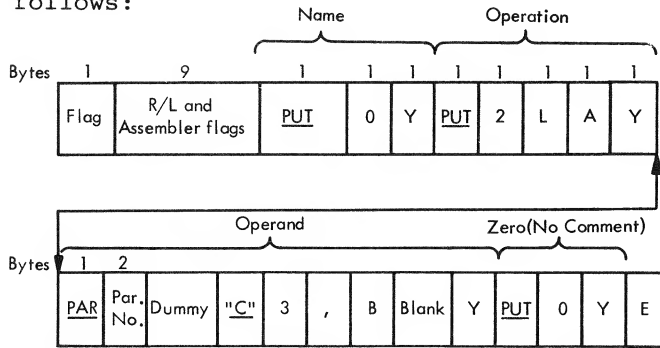 follows:
Name Operation
Bytes 1 9 1 1 1 1 1 1 1 1
Flag R/L and Assembler flags PUT 0 Y PUT 2 L A Y
Operand Zero(No Comment)
Bytes 1 2
PAR Par. No. Dummy "C" 3 , B Blank Y PUT 0 Y E